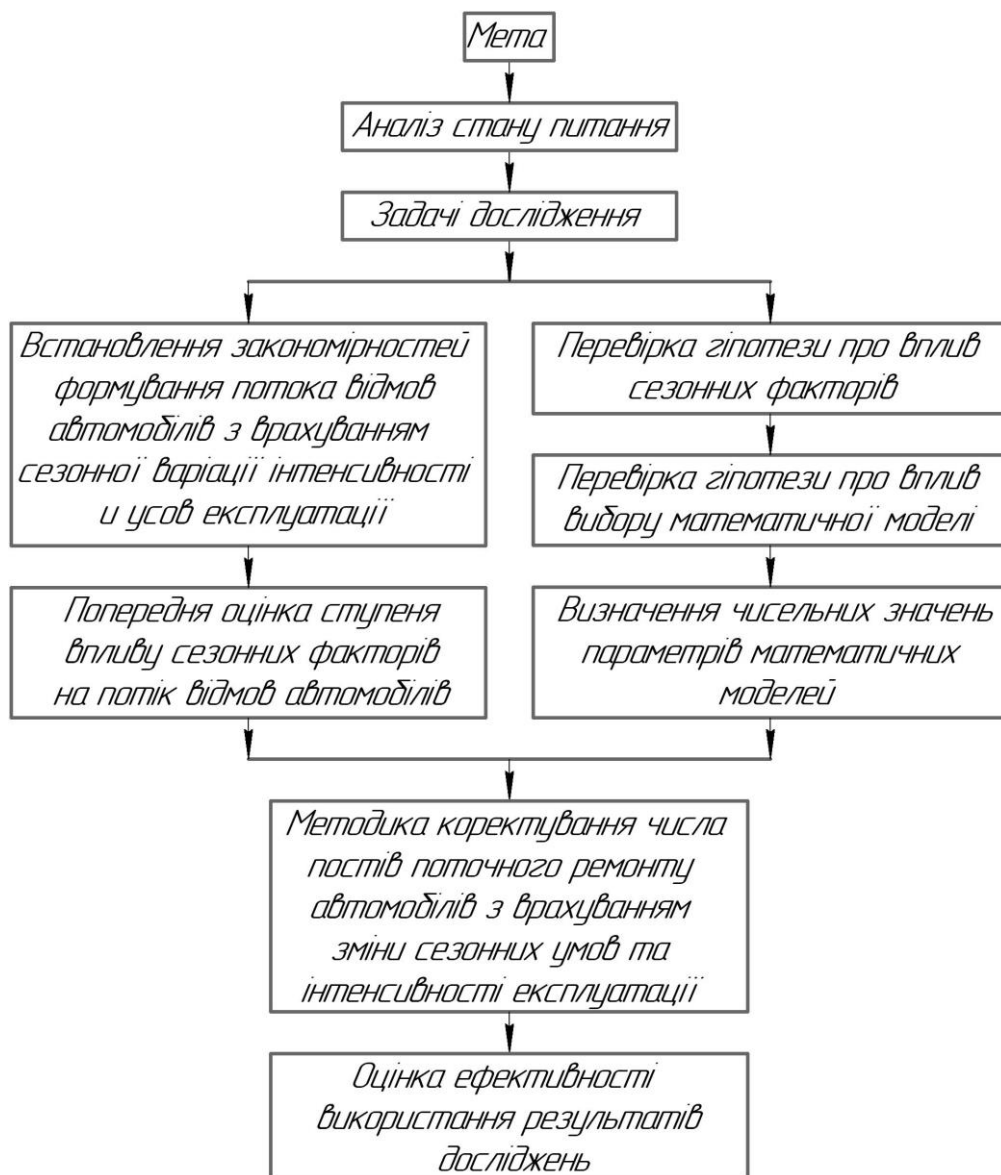 Мета
Аналіз стану питання
Задачі дослідження
Встановлення закономірностей
формування потока відмов
автомобілів з врахуванням
сезонної варіації інтенсивності
и усов експлуатації
Попередня оцінка ступеня
впливу сезонних факторів
на потік відмов автомобілів
Перевірка гіпотези про вплив
сезонних факторів
Перевірка гіпотези про вплив
вибору математичної моделі
Визначення чисельних значень
параметрів математичних
моделей
Методика коректування числа
постів поточного ремонту
автомобілів з врахуванням
зміни сезонних умов та
інтенсивності експлуатації
Оцінка ефективності
використання результатів
досліджень